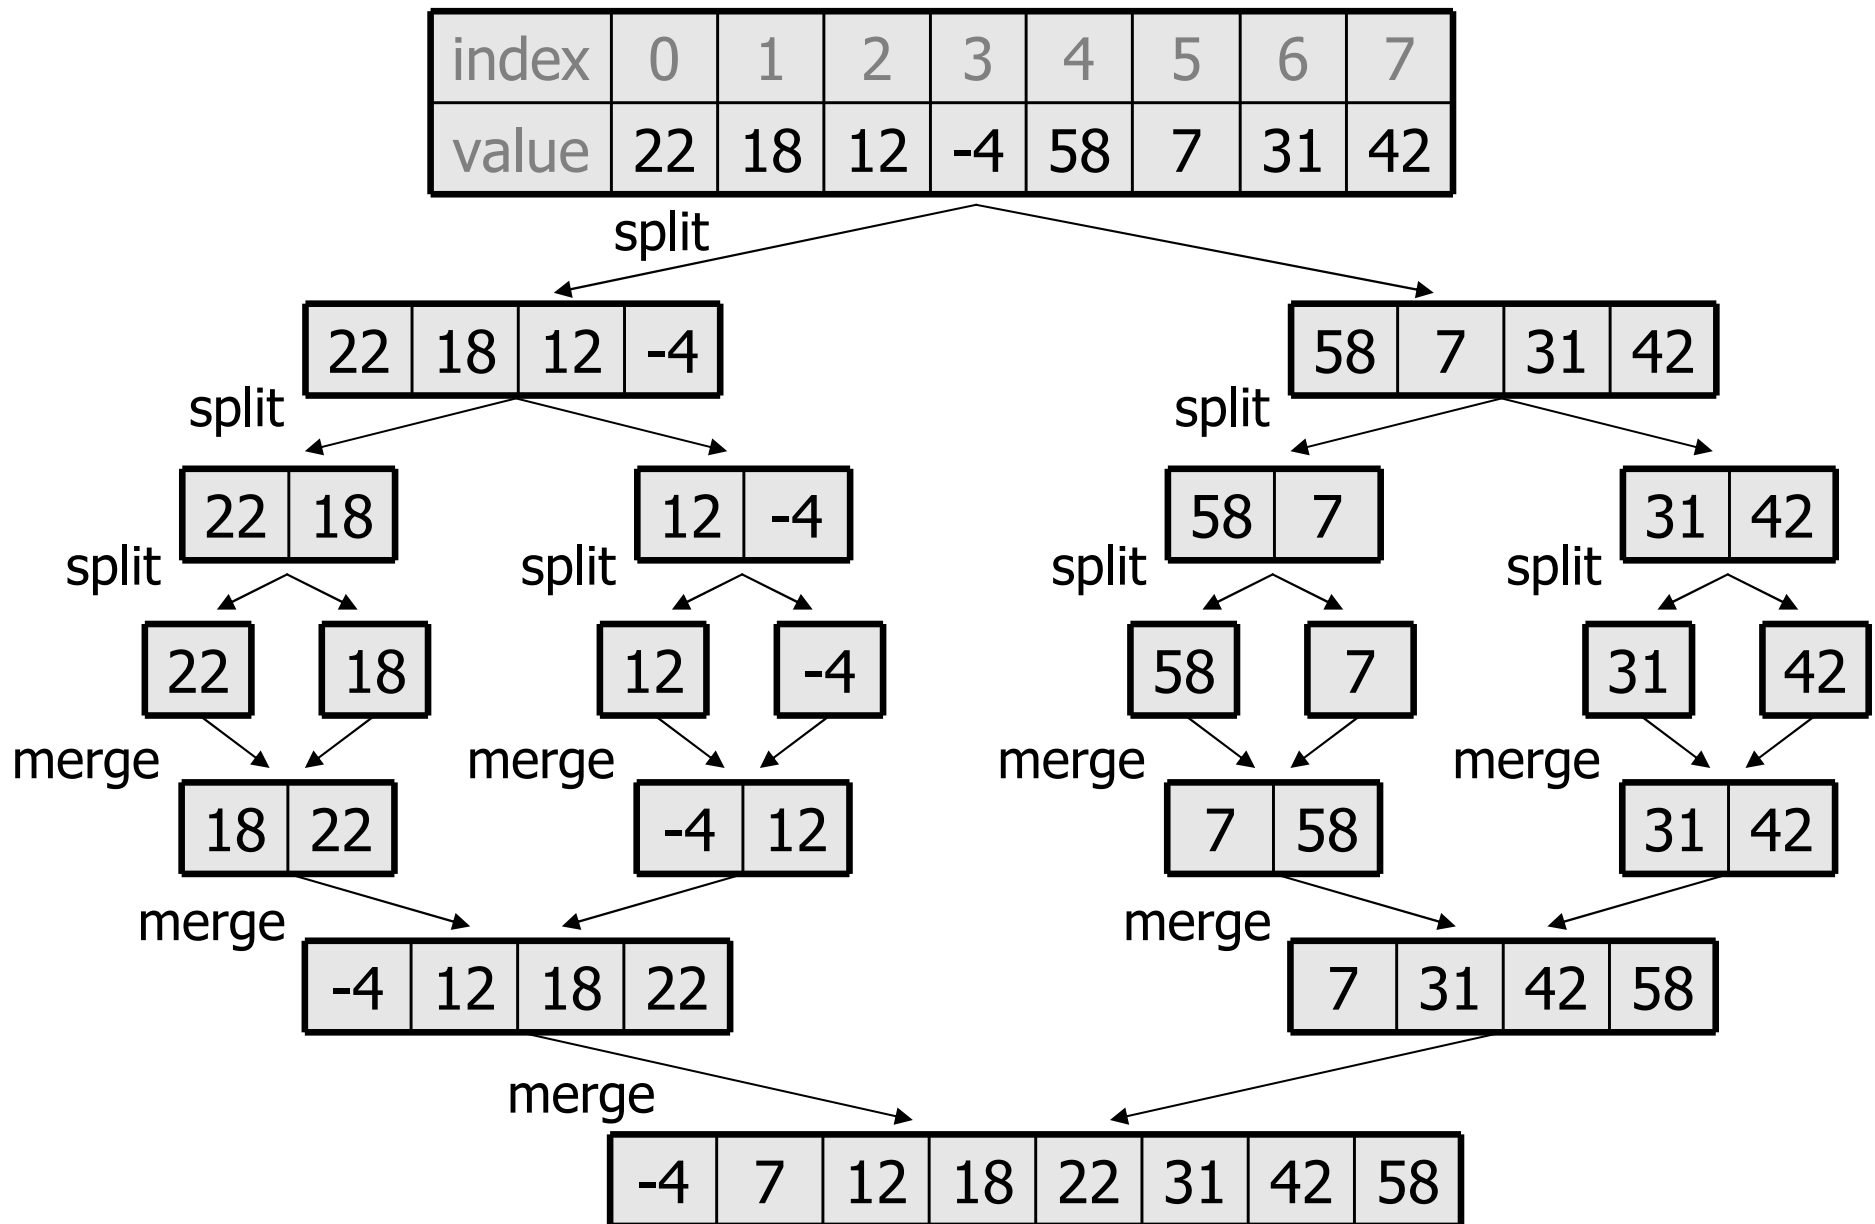 index 0 1 2 3 4 5 6 7
value 22 18 12 -4 58 7 31 42
split
22 18 12 -4 58 7 31 42
split split
22 18 12 -4 58 7 31 42
split split split split
22 18 12 -4 58 7 31 42
merge merge merge merge
18 22 -4 12 7 58 31 42
merge merge
-4 12 18 22 7 31 42 58
merge
-4 7 12 18 22 31 42 58